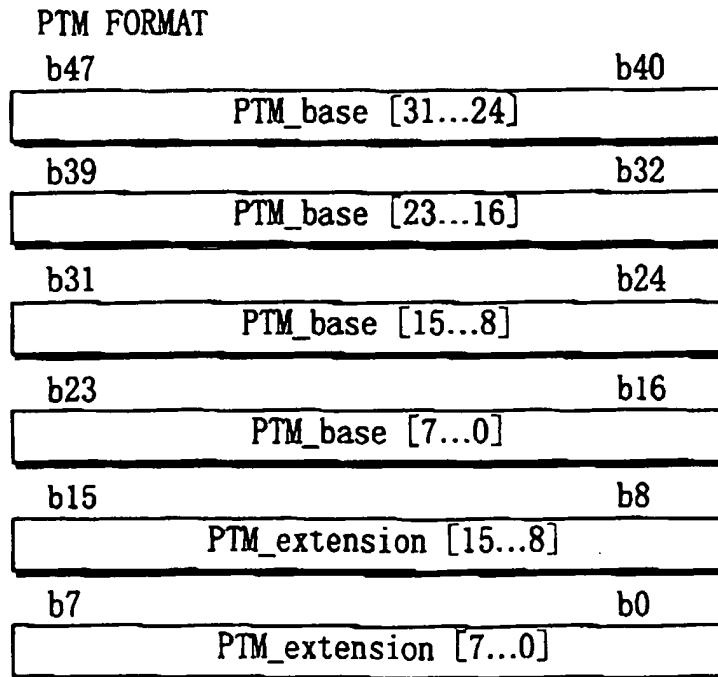 PTM FORMAT
b47 b40
PTM_base [31...24]
b39 b32
PTM_base [23...16]
b31 b24
PTM_base [15...8]
b23 b16
PTM_base [7...0]
b15 b8
PTM_extension [15...8]
b7 b0
PTM_extension [7...0]